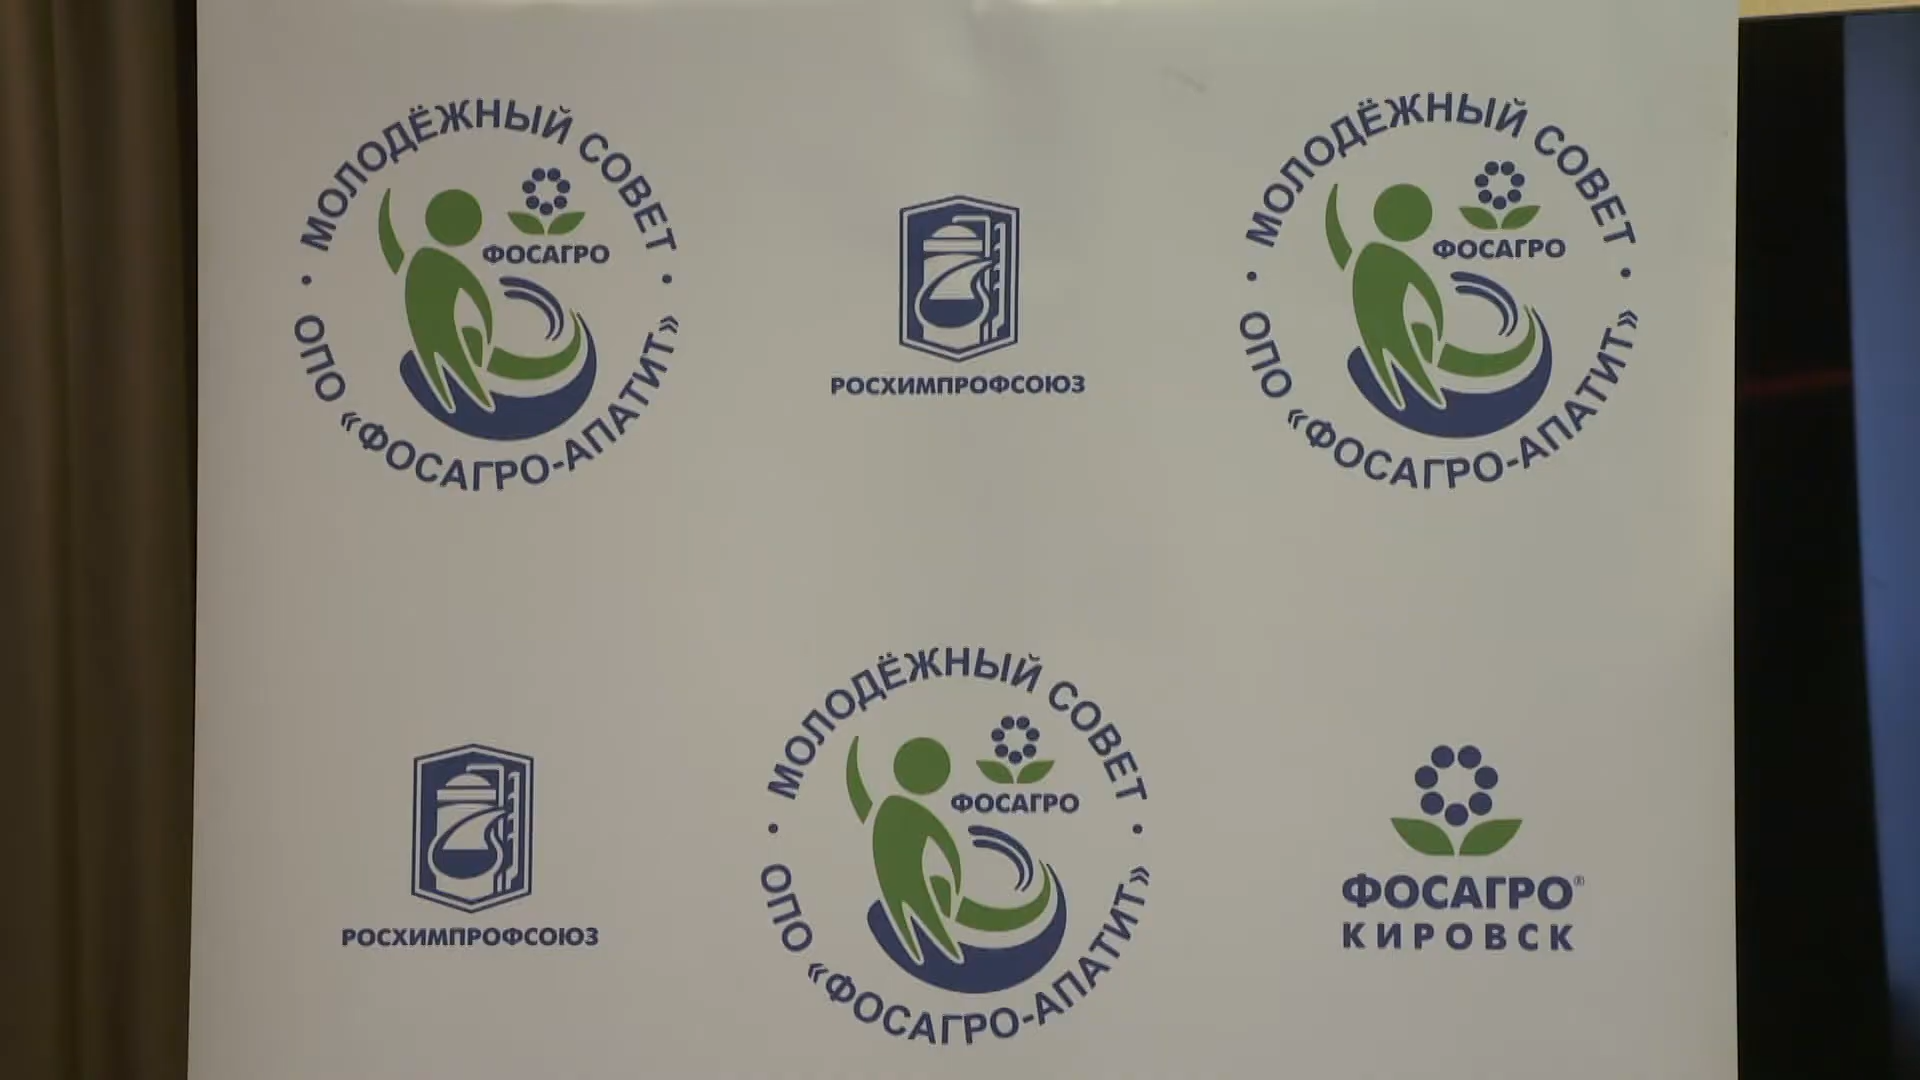 МОЛОДЁЖНЫЙ СОВЕТ
ФОСАГРО
ОПО «ФОСАГРО-АПАТИТ»
РОСХИМПРОФСОЮЗ
МОЛОДЁЖНЫЙ СОВЕТ
ФОСАГРО
ОПО «ФОСАГРО-АПАТИТ»
РОСХИМПРОФСОЮЗ
МОЛОДЁЖНЫЙ СОВЕТ
ФОСАГРО
ОПО «ФОСАГРО-АПАТИТ»
ФОСАГРО®
КИРОВСК